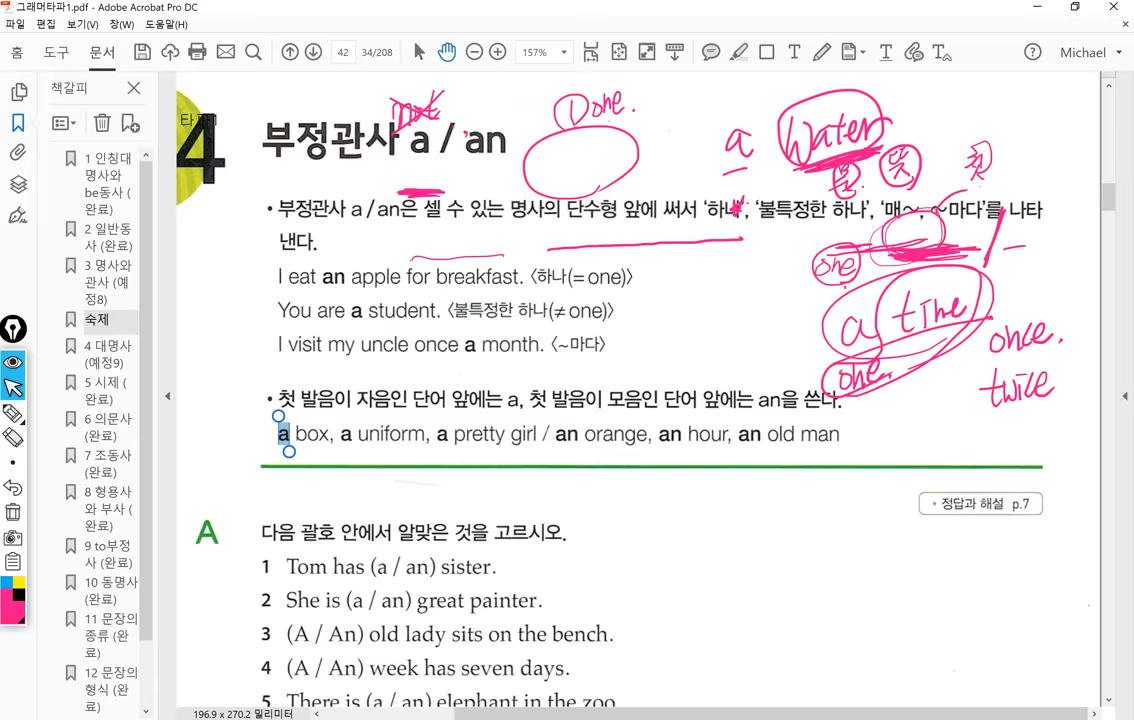 그래머타파1.pdf - Adobe Acrobat Pro DC
파일 편집 보기(V) 창(W) 도움말(H)
홈 도구 문서 42 34/208 157% Michael
책갈피
1 인칭대
명사와
be동사 (
완료)
2 일반동
사 (완료)
3 명사와
관사 (예
정8)
숙제
4 대명사
(예정9)
5 시제 (
완료)
6 의문사
(완료)
7 조동사
(완료)
8 형용사
와 부사 (
완료)
9 to부정
사 (완료)
10 동명사
(완료)
11 문장의
종류 (완
료)
12 문장의
형식 (완
료)
타파1
4 부정관사 a / an
not
One.
a Water
물 뜻
• 부정관사 a / an은 셀 수 있는 명사의 단수형 앞에 써서 '하나', '불특정한 하나', '매~, ~마다'를 나타
낸다.
I eat an apple for breakfast. 〈하나(= one)〉
You are a student. 〈불특정한 하나(≠ one)〉
I visit my uncle once a month. 〈~마다〉
one
a time
one
once.
twice
• 첫 발음이 자음인 단어 앞에는 a, 첫 발음이 모음인 단어 앞에는 an을 쓴다.
a box, a uniform, a pretty girl / an orange, an hour, an old man
• 정답과 해설 p.7
A 다음 괄호 안에서 알맞은 것을 고르시오.
1 Tom has (a / an) sister.
2 She is (a / an) great painter.
3 (A / An) old lady sits on the bench.
4 (A / An) week has seven days.
5 There is (a / an) elephant in the zoo.
196.9 x 270.2 밀리미터